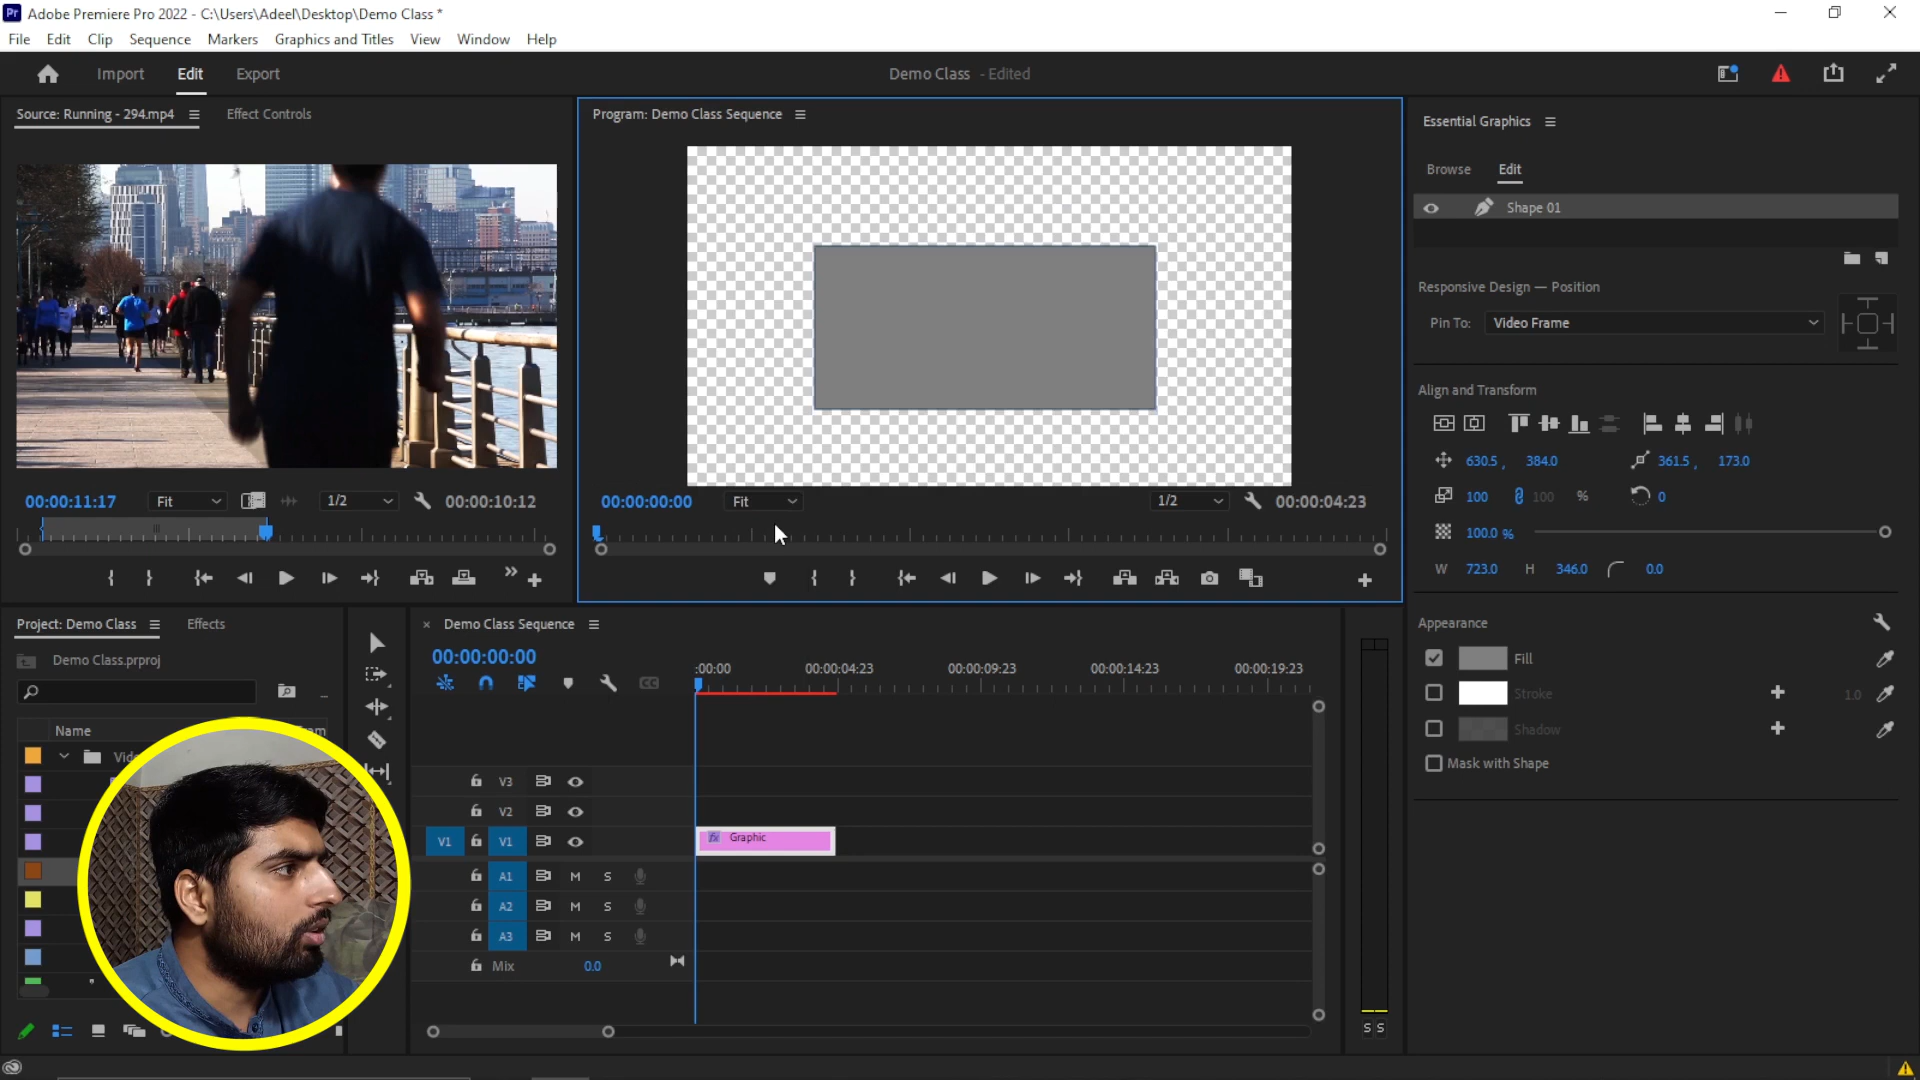 Pr Adobe Premiere Pro 2022 - C:\Users\Adeel\Desktop\Demo Class *
File Edit Clip Sequence Markers Graphics and Titles View Window Help
Import Edit Export
Demo Class - Edited
Source: Running - 294.mp4
Effect Controls
00:00:11:17
Fit
1/2
00:00:10:12
Program: Demo Class Sequence
00:00:00:00
Fit
1/2
00:00:04:23
Essential Graphics
Browse Edit
Shape 01
Responsive Design — Position
Pin To: Video Frame
Align and Transform
630.5 , 384.0
361.5 , 173.0
100 100 %
0
100.0 %
W 723.0 H 346.0 0.0
Appearance
Fill
Stroke 1.0
Shadow
Mask with Shape
Project: Demo Class
Effects
Demo Class.prproj
Name
Demo Class Sequence
00:00:00:00
:00:00 00:00:04:23 00:00:09:23 00:00:14:23 00:00:19:23
V3
V2
V1 V1
fx Graphic
A1 M S
A2 M S
A3 M S
Mix 0.0
S S